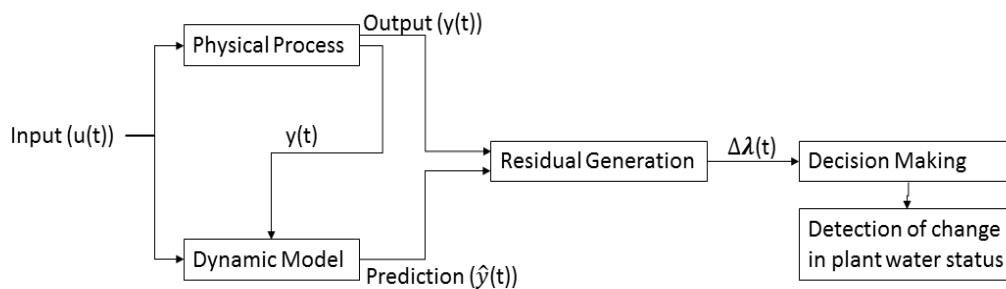 Output (y(t))
Physical Process
Input (u(t))
y(t)
Residual Generation
Δλ(t)
Decision Making
Dynamic Model
Prediction (ŷ(t))
Detection of change
in plant water status